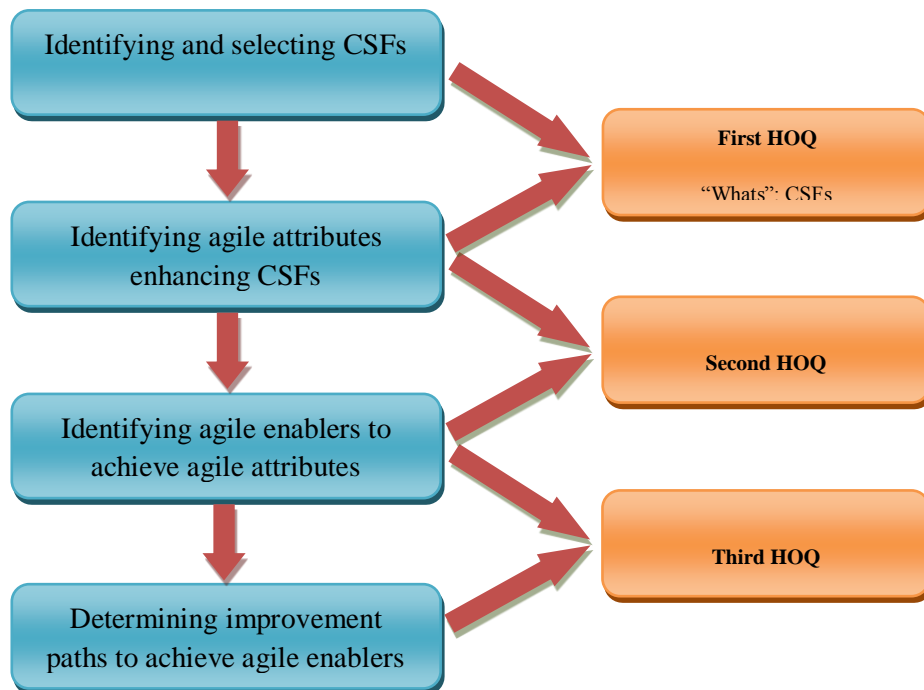 Identifying and selecting CSFs
First HOQ
“Whats”: CSFs
Identifying agile attributes
enhancing CSFs
Second HOQ
Identifying agile enablers to
achieve agile attributes
Third HOQ
Determining improvement
paths to achieve agile enablers